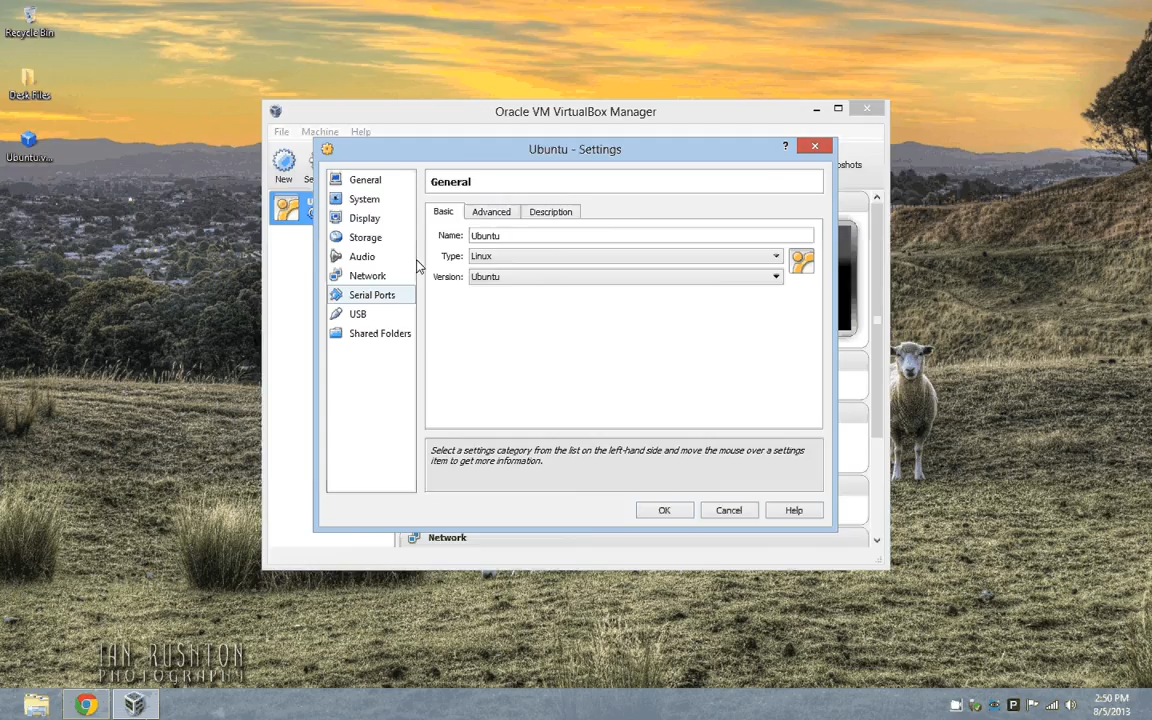 Recycle Bin
Desk Files
Ubuntu.v...
Oracle VM VirtualBox Manager
File Machine Help
New
Se
shots
Ubuntu - Settings
?
General
System
Display
Storage
Audio
Network
Serial Ports
USB
Shared Folders
General
Basic Advanced Description
Name: Ubuntu
Type: Linux
Version: Ubuntu
Select a settings category from the list on the left-hand side and move the mouse over a settings
item to get more information.
OK Cancel Help
Network
IAN RUSHTON
PHOTOGRAPHY
2:50 PM
8/5/2013